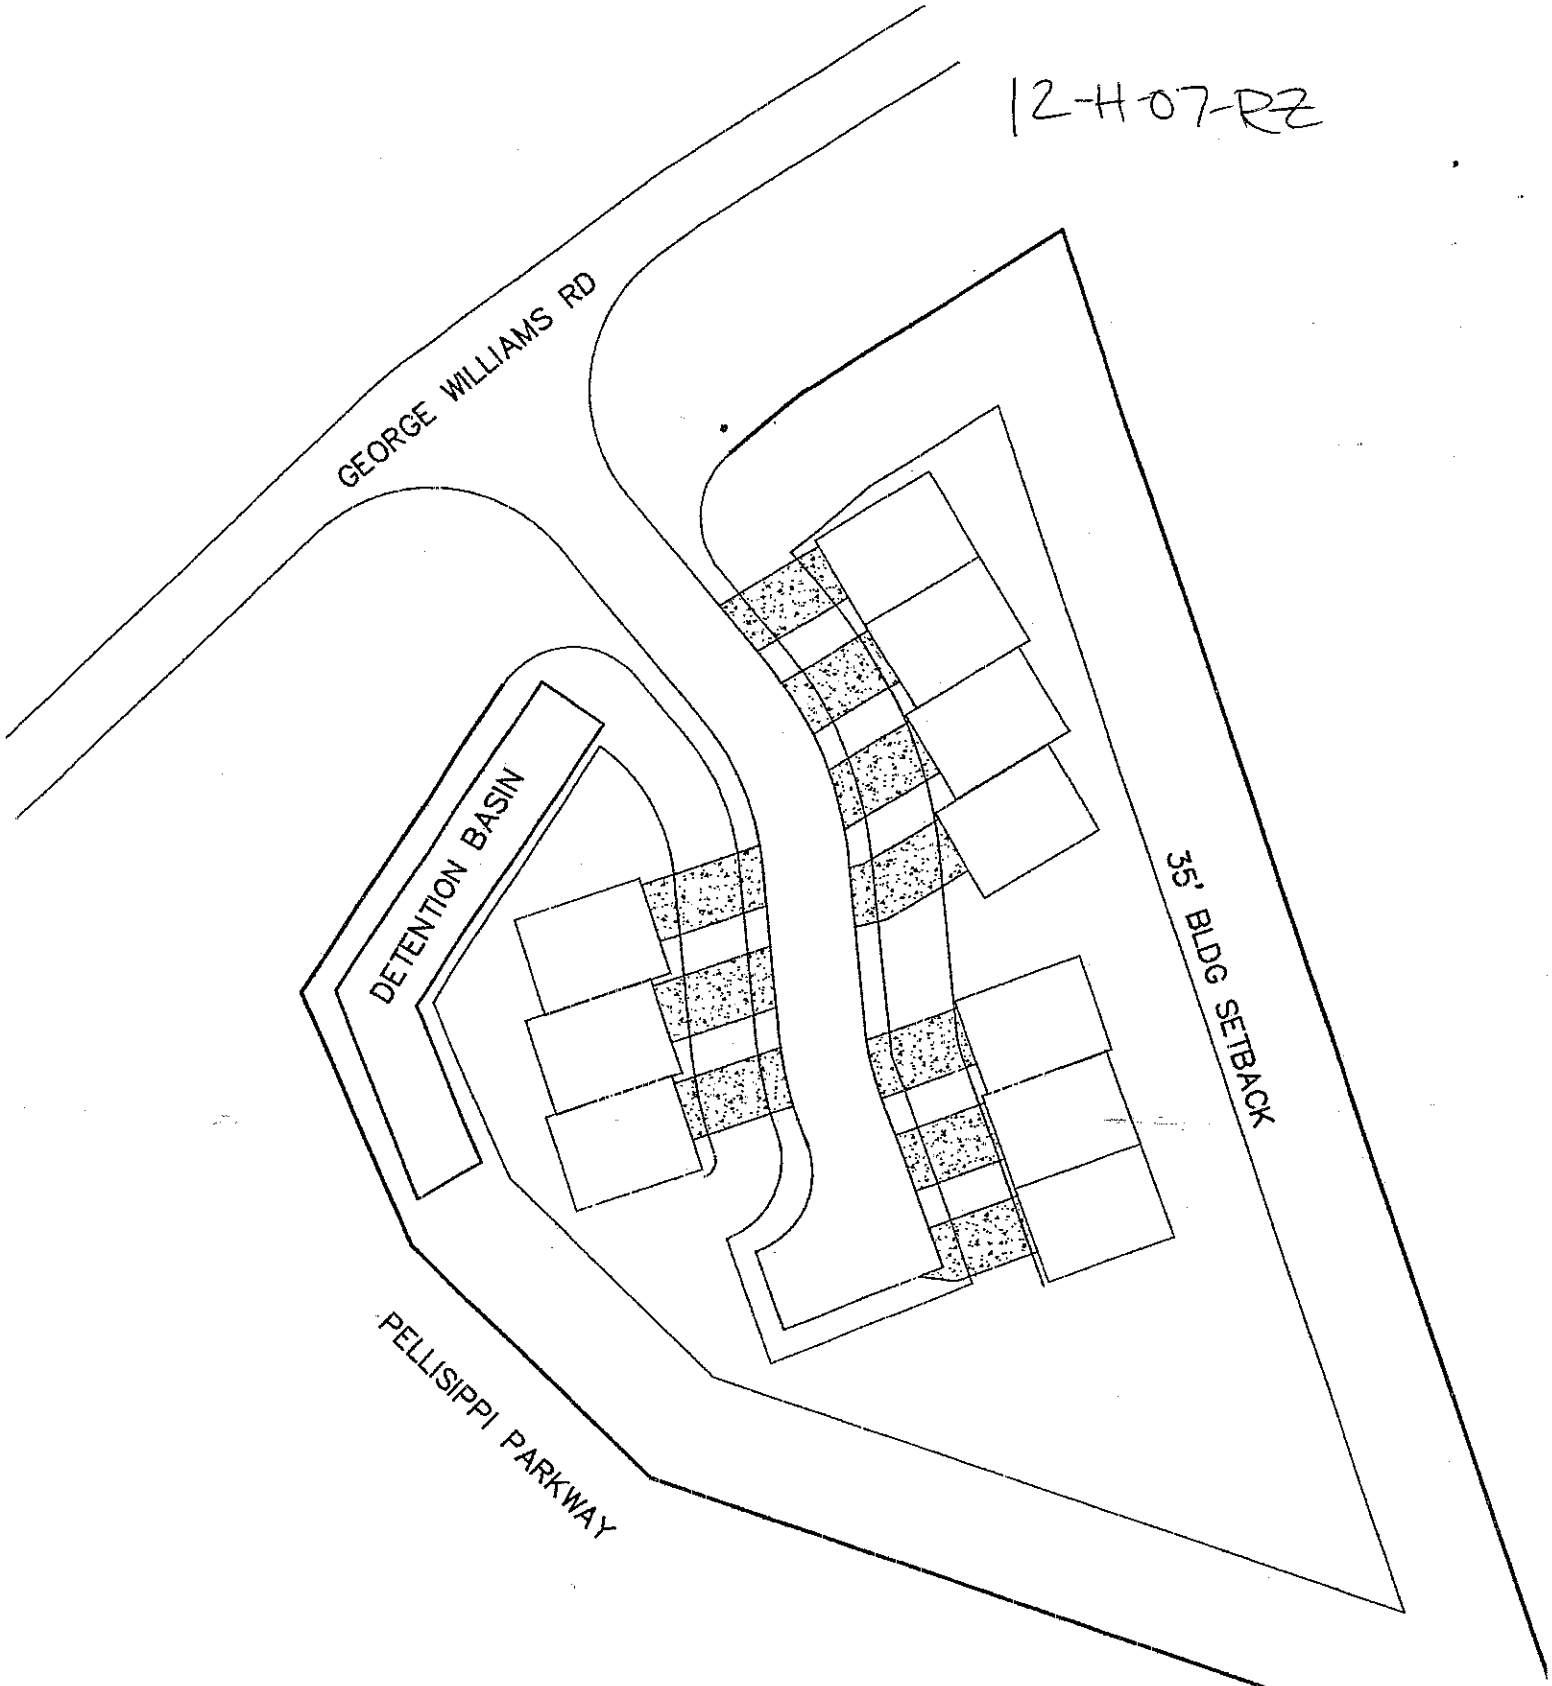 12-H-07-RZ
GEORGE WILLIAMS RD
DETENTION BASIN
35' BLDG SETBACK
PELLISIPPI PARKWAY